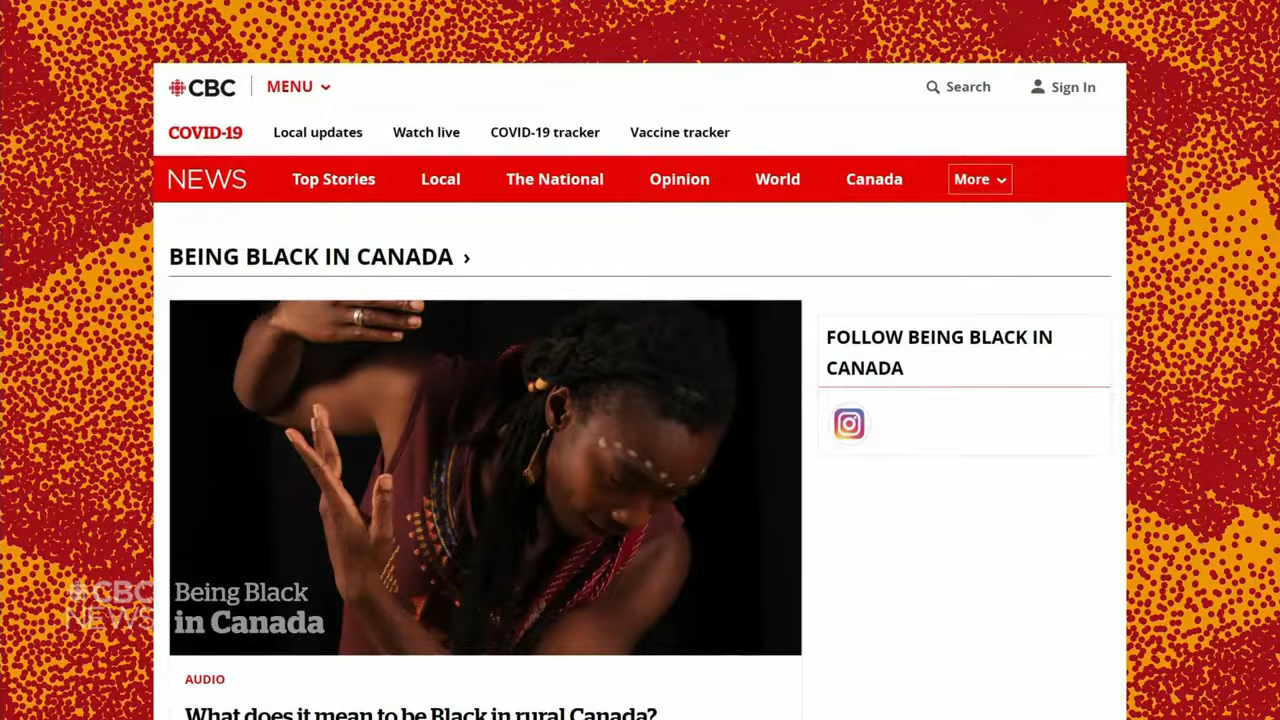 CBC MENU Search Sign In
COVID-19 Local updates Watch live COVID-19 tracker Vaccine tracker
NEWS Top Stories Local The National Opinion World Canada More
BEING BLACK IN CANADA ›
FOLLOW BEING BLACK IN
CANADA
CBC
NEWS
Being Black
in Canada
AUDIO
What does it mean to be Black in rural Canada?